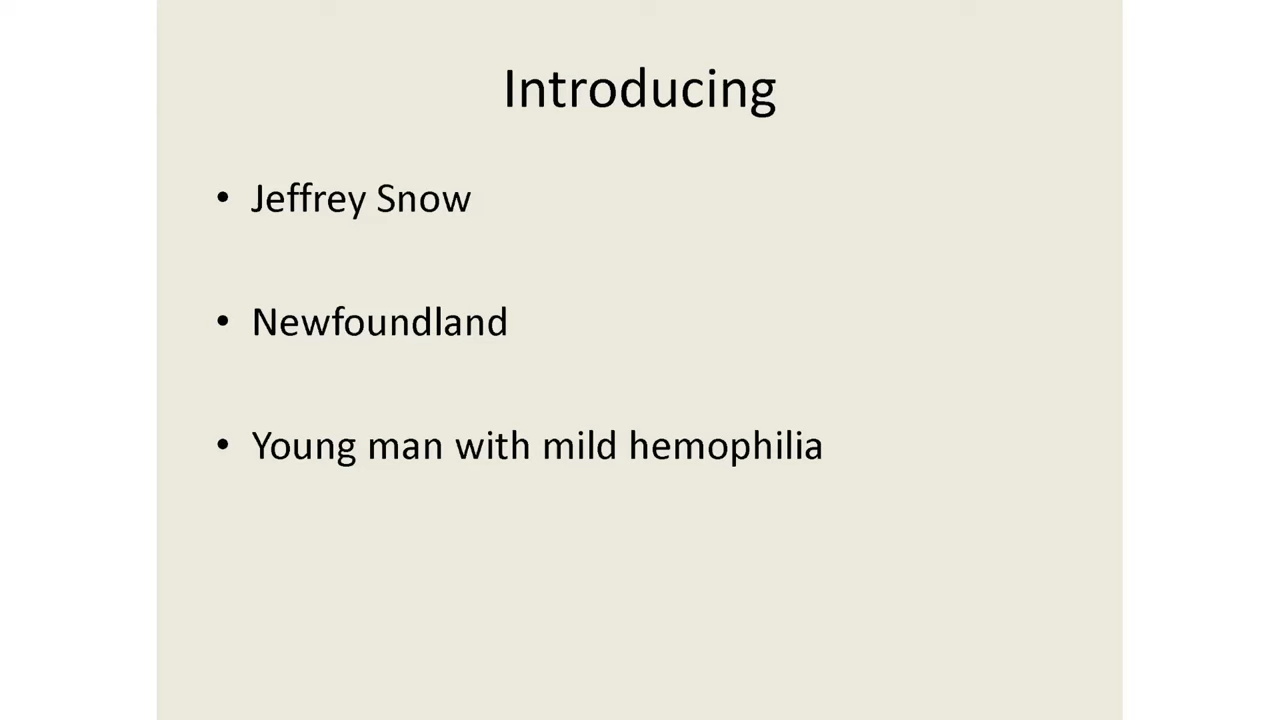 Introducing
• Jeffrey Snow
• Newfoundland
• Young man with mild hemophilia